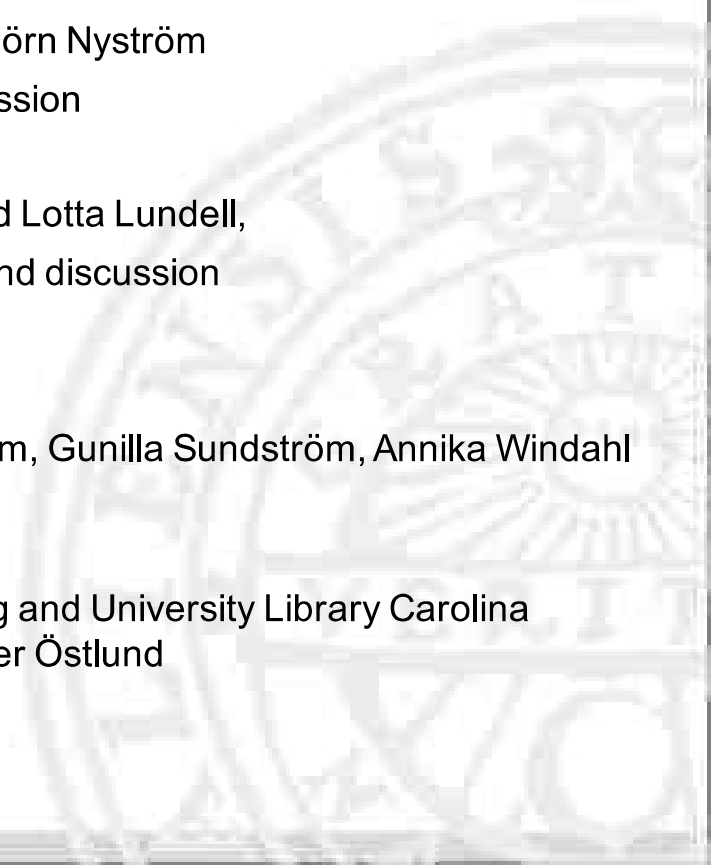 örn Nyström
ssion
d Lotta Lundell,
nd discussion
m, Gunilla Sundström, Annika Windahl
g and University Library Carolina
er Östlund